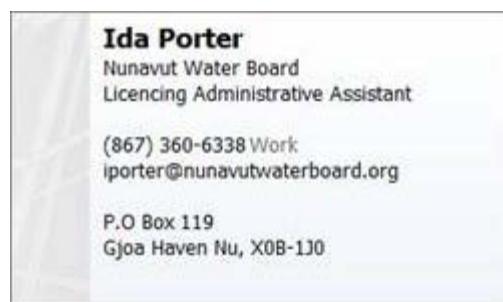 Ida Porter
Nunavut Water Board
Licencing Administrative Assistant
(867) 360-6338 Work
iporter@nunavutwaterboard.org
P.O Box 119
Gjoa Haven Nu, X0B-1J0